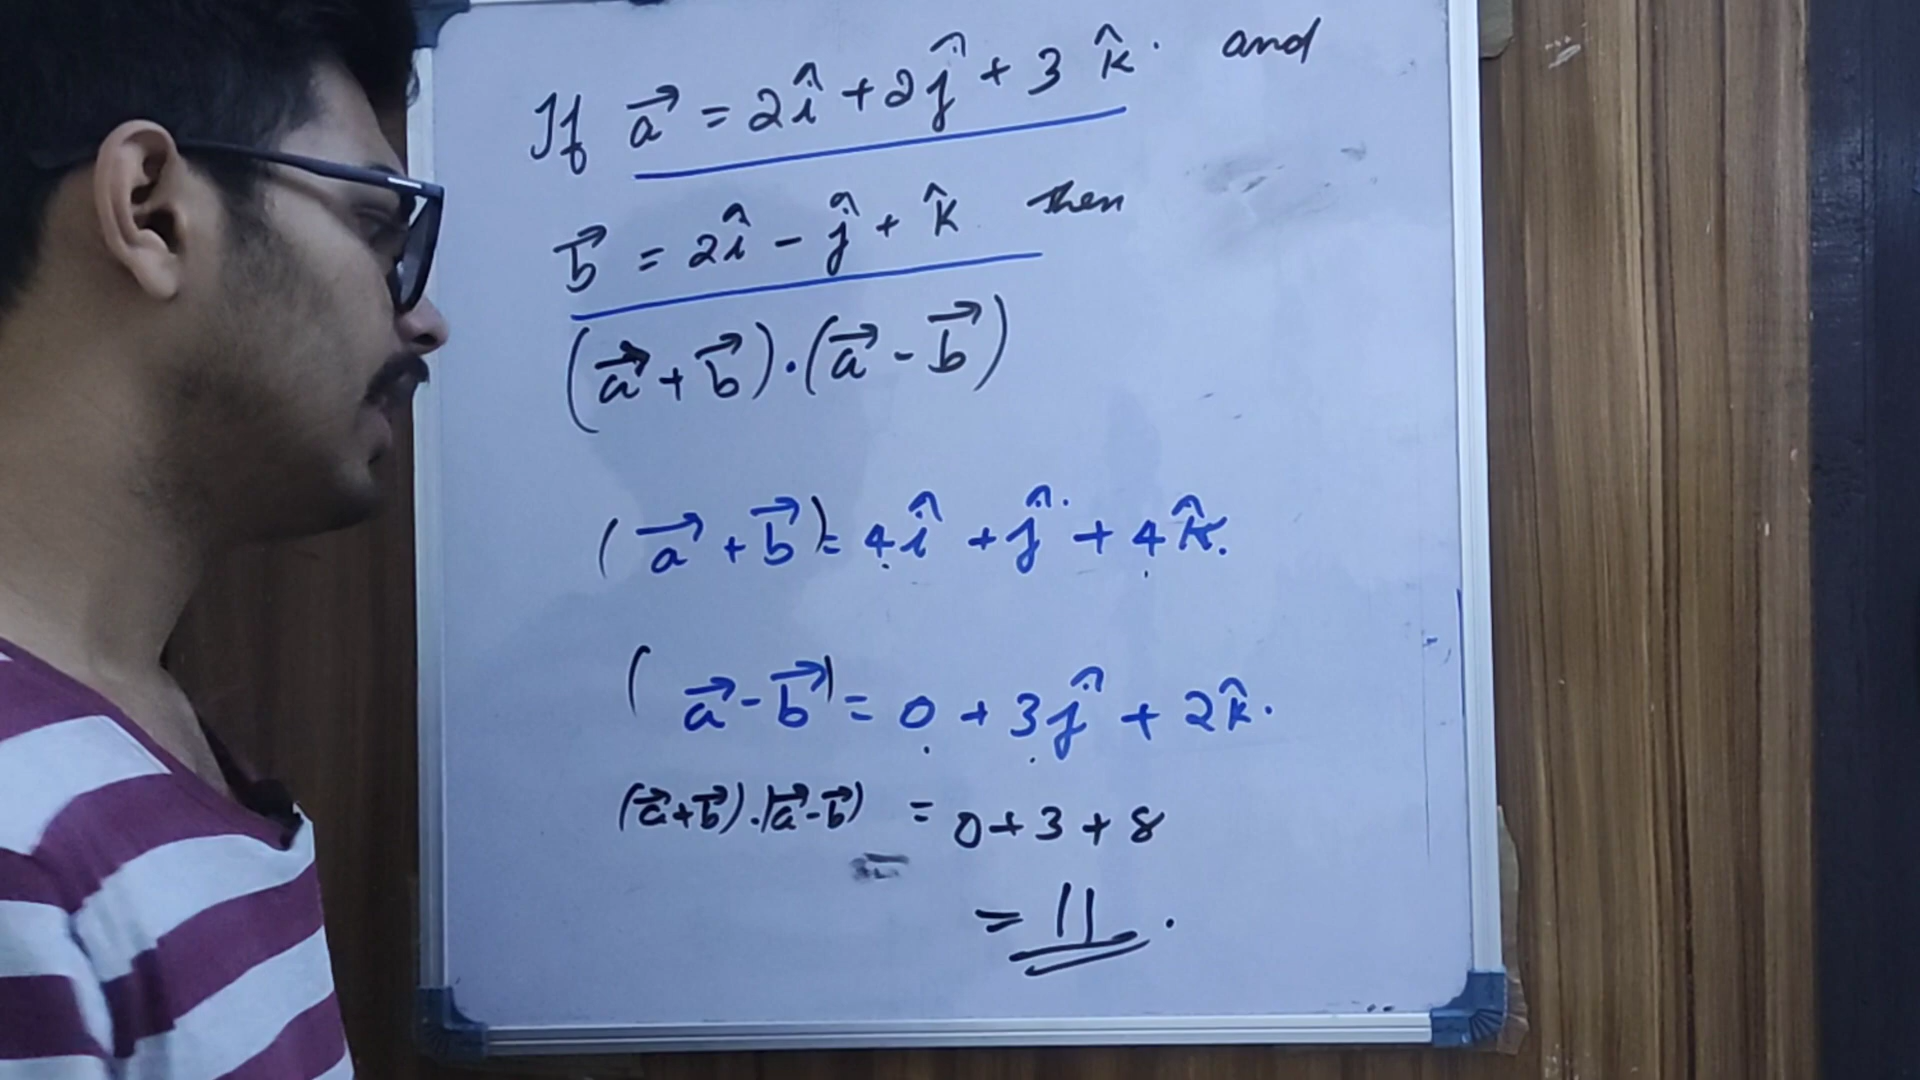 If a⃗ = 2î + 2ĵ + 3k̂. and
b⃗ = 2î - ĵ + k̂ then
(a⃗ + b⃗).(a⃗ - b⃗)
(a⃗ + b⃗) = 4î + ĵ + 4k̂.
(a⃗ - b⃗) = 0 + 3ĵ + 2k̂.
(a⃗+b⃗).(a⃗-b⃗) = 0+3+8
= 11.